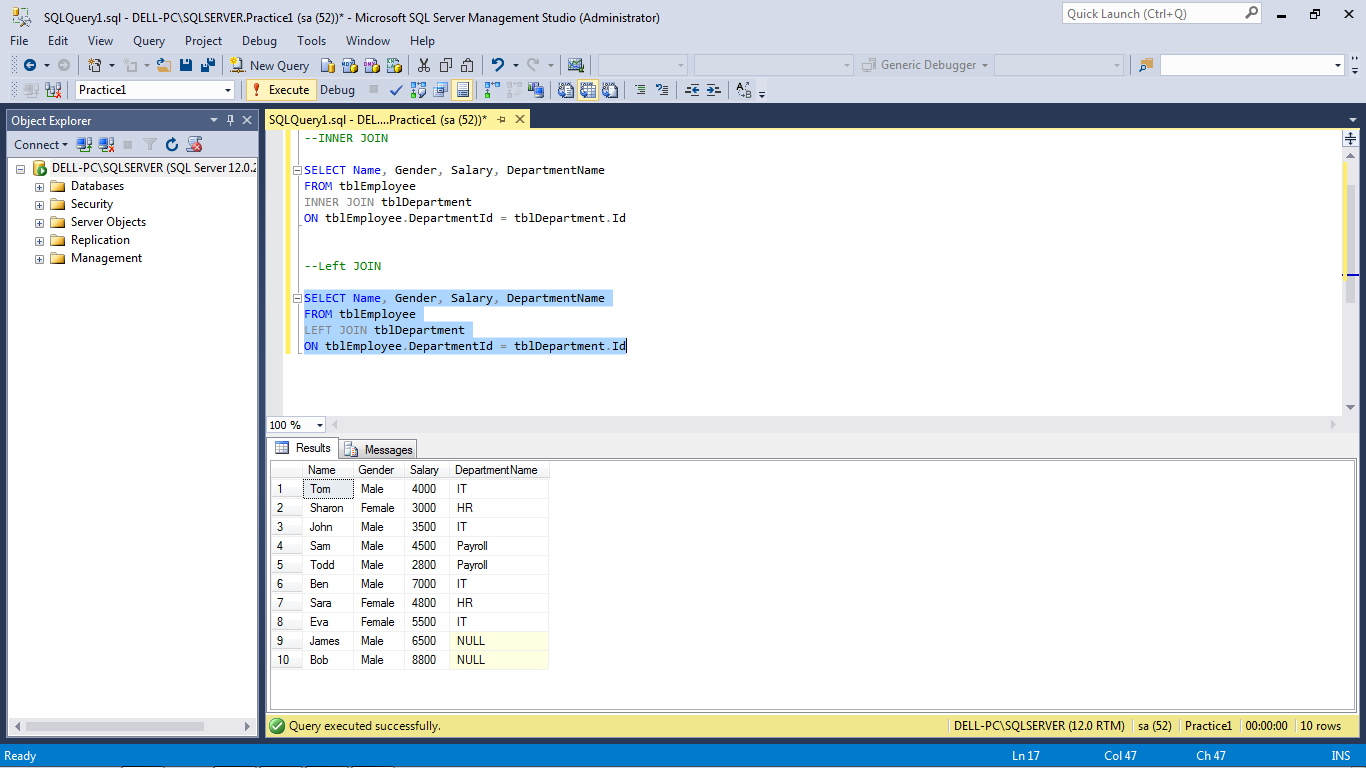 SQLQuery1.sql - DELL-PC\SQLSERVER.Practice1 (sa (52))* - Microsoft SQL Server Management Studio (Administrator)
Quick Launch (Ctrl+Q)
File Edit View Query Project Debug Tools Window Help
New Query
Generic Debugger
Practice1
Execute Debug
Object Explorer
Connect
DELL-PC\SQLSERVER (SQL Server 12.0.2
Databases
Security
Server Objects
Replication
Management
SQLQuery1.sql - DEL....Practice1 (sa (52))*
--INNER JOIN
SELECT Name, Gender, Salary, DepartmentName
FROM tblEmployee
INNER JOIN tblDepartment
ON tblEmployee.DepartmentId = tblDepartment.Id
--Left JOIN
SELECT Name, Gender, Salary, DepartmentName
FROM tblEmployee
LEFT JOIN tblDepartment
ON tblEmployee.DepartmentId = tblDepartment.Id
100 %
Results Messages
Name Gender Salary DepartmentName
1 Tom Male 4000 IT
2 Sharon Female 3000 HR
3 John Male 3500 IT
4 Sam Male 4500 Payroll
5 Todd Male 2800 Payroll
6 Ben Male 7000 IT
7 Sara Female 4800 HR
8 Eva Female 5500 IT
9 James Male 6500 NULL
10 Bob Male 8800 NULL
Query executed successfully.
DELL-PC\SQLSERVER (12.0 RTM) sa (52) Practice1 00:00:00 10 rows
Ready
Ln 17 Col 47 Ch 47 INS